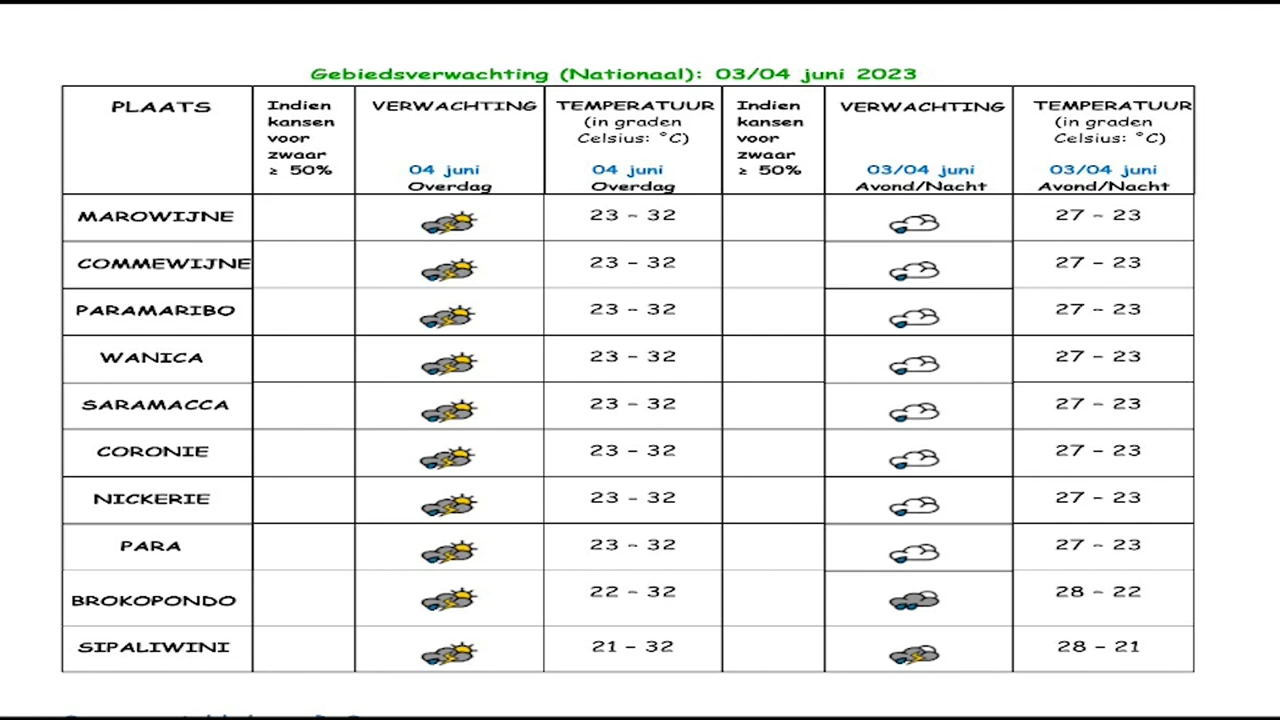 Gebiedsverwachting (Nationaal): 03/04 juni 2023
PLAATS
Indien kansen voor zwaar ≥ 50%
VERWACHTING
04 juni
Overdag
TEMPERATUUR
(in graden
Celsius: °C)
04 juni
Overdag
Indien kansen voor zwaar ≥ 50%
VERWACHTING
03/04 juni
Avond/Nacht
TEMPERATUUR
(in graden
Celsius: °C)
03/04 juni
Avond/Nacht
MAROWIJNE 23 – 32 27 – 23
COMMEWIJNE 23 – 32 27 – 23
PARAMARIBO 23 – 32 27 – 23
WANICA 23 – 32 27 – 23
SARAMACCA 23 – 32 27 – 23
CORONIE 23 – 32 27 – 23
NICKERIE 23 – 32 27 – 23
PARA 23 – 32 27 – 23
BROKOPONDO 22 – 32 28 – 22
SIPALIWINI 21 – 32 28 – 21